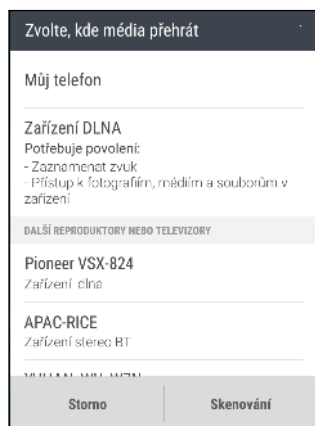 Zvolte, kde média přehrát
Můj telefon
Zařízení DLNA
Potřebuje povolení:
- Zaznamenat zvuk
- Přístup k fotografiím, médiím a souborům v
zařízení
DALŠÍ REPRODUKTORY NEBO TELEVIZORY
Pioneer VSX-824
Zařízení dlna
APAC-RICE
Zařízení stereo BT
Storno
Skenování